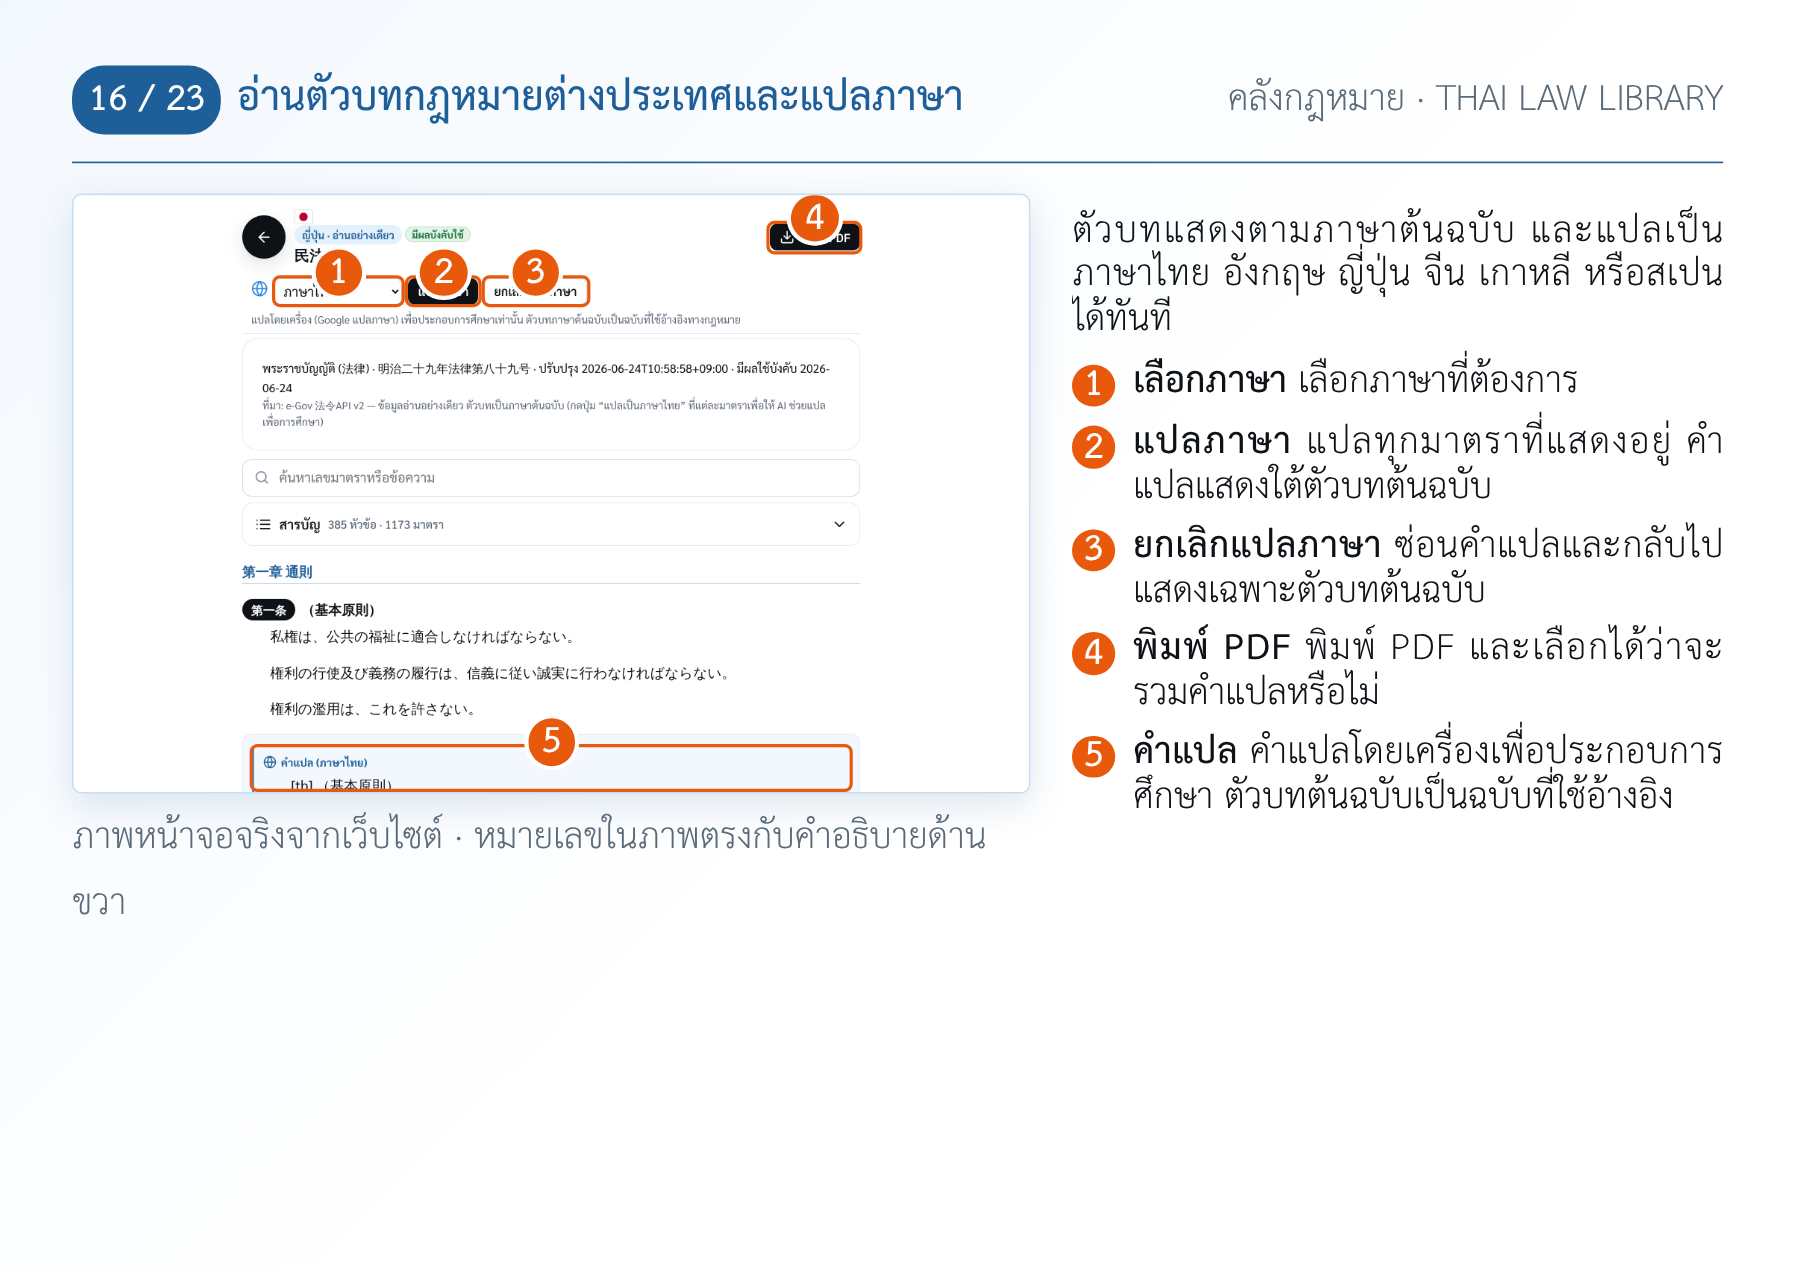 16 / 23 อ่านตัวบทกฎหมายต่างประเทศและแปลภาษา
คลังกฎหมาย · THAI LAW LIBRARY
ญี่ปุ่น · อ่านอย่างเดียว มีผลบังคับใช้
4
民
1
2
3
แปลโดยเครื่อง (Google แปลภาษา) เพื่อประกอบการศึกษาเท่านั้น ตัวบทภาษาต้นฉบับเป็นฉบับที่ใช้อ้างอิงทางกฎหมาย
พระราชบัญญัติ (法律) · 明治二十九年法律第八十九号 · ปรับปรุง 2026-06-24T10:58:58+09:00 · มีผลใช้บังคับ 2026-
06-24
ที่มา: e-Gov 法令API v2 — ข้อมูลอ่านอย่างเดียว ตัวบทเป็นภาษาต้นฉบับ (กดปุ่ม “แปลเป็นภาษาไทย” ที่แต่ละมาตราเพื่อให้ AI ช่วยแปล
เพื่อการศึกษา)
ค้นหาเลขมาตราหรือข้อความ
สารบัญ 385 หัวข้อ · 1173 มาตรา
第一章 通則
第一条 （基本原則）
私権は、公共の福祉に適合しなければならない。
権利の行使及び義務の履行は、信義に従い誠実に行わなければならない。
権利の濫用は、これを許さない。
5
คำแปล (ภาษาไทย)
[th] （基本原則）
ภาพหน้าจอจริงจากเว็บไซต์ · หมายเลขในภาพตรงกับคำอธิบายด้าน
ขวา
ตัวบทแสดงตามภาษาต้นฉบับ และแปลเป็น
ภาษาไทย อังกฤษ ญี่ปุ่น จีน เกาหลี หรือสเปน
ได้ทันที
1 เลือกภาษา เลือกภาษาที่ต้องการ
2 แปลภาษา แปลทุกมาตราที่แสดงอยู่ คำ
แปลแสดงใต้ตัวบทต้นฉบับ
3 ยกเลิกแปลภาษา ซ่อนคำแปลและกลับไป
แสดงเฉพาะตัวบทต้นฉบับ
4 พิมพ์ PDF พิมพ์ PDF และเลือกได้ว่าจะ
รวมคำแปลหรือไม่
5 คำแปล คำแปลโดยเครื่องเพื่อประกอบการ
ศึกษา ตัวบทต้นฉบับเป็นฉบับที่ใช้อ้างอิง